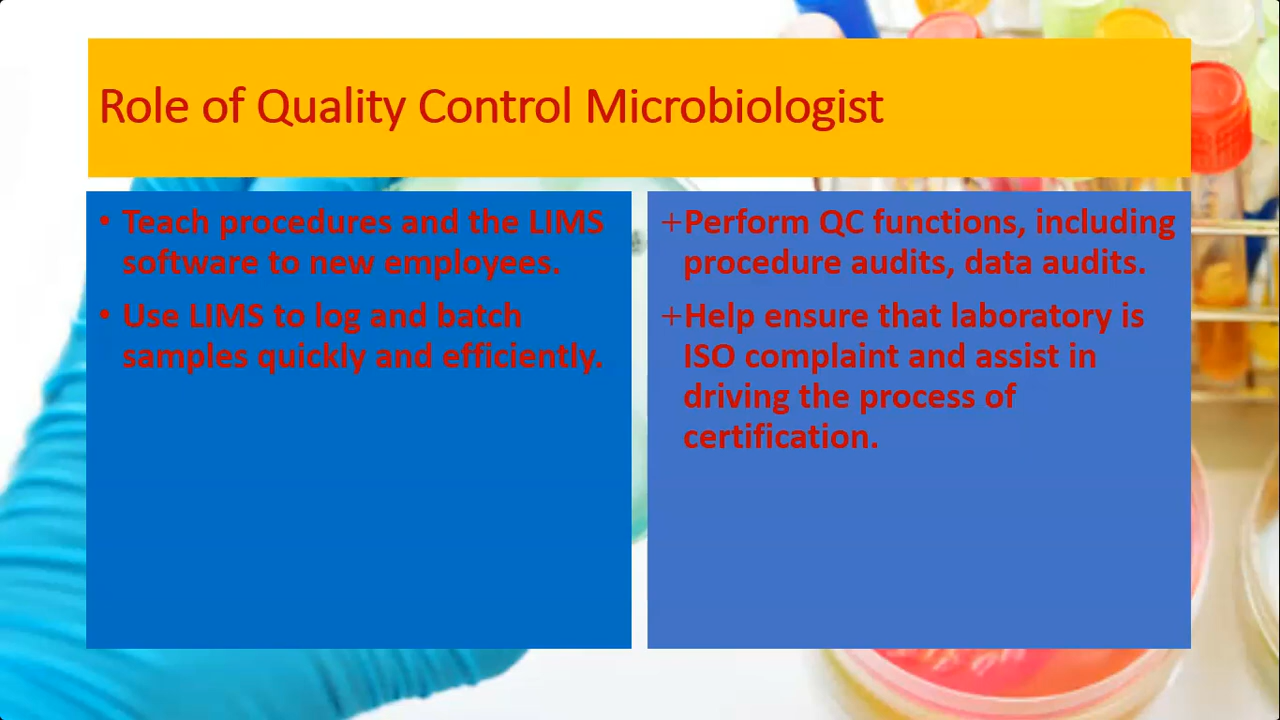 Role of Quality Control Microbiologist
• Teach procedures and the LIMS
software to new employees.
• Use LIMS to log and batch
samples quickly and efficiently.
+Perform QC functions, including
procedure audits, data audits.
+Help ensure that laboratory is
ISO complaint and assist in
driving the process of
certification.